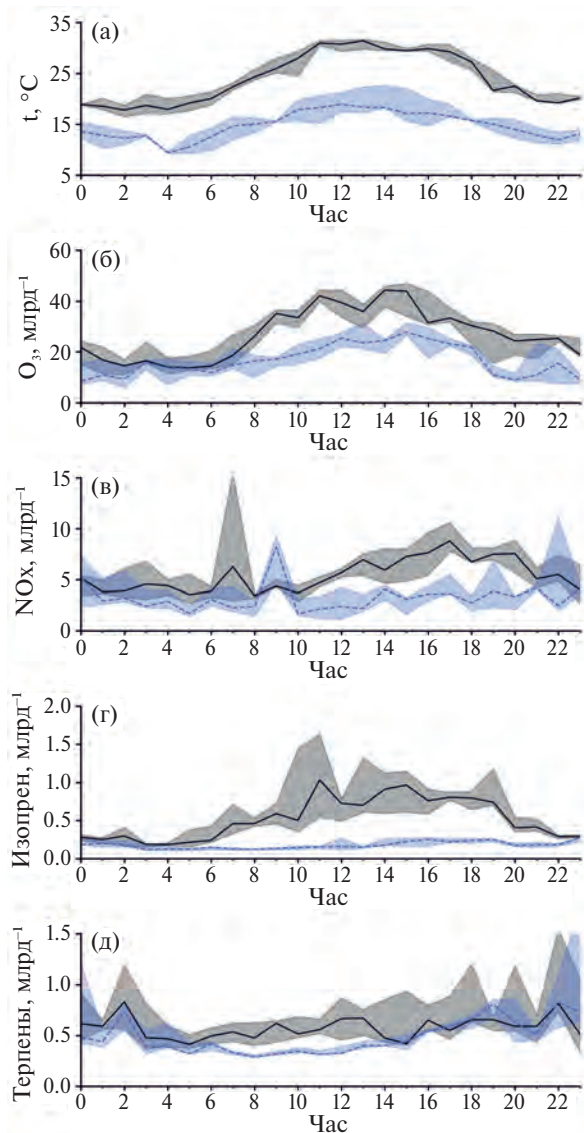 (а)
t, °C
35
25
15
5
0 2 4 6 8 10 12 14 16 18 20 22
Час
(б)
O₃, млрд⁻¹
60
40
20
0
0 2 4 6 8 10 12 14 16 18 20 22
Час
(в)
NOx, млрд⁻¹
15
10
5
0
0 2 4 6 8 10 12 14 16 18 20 22
Час
(г)
Изопрен, млрд⁻¹
2.0
1.5
1.0
0.5
0.0
0 2 4 6 8 10 12 14 16 18 20 22
Час
(д)
Терпены, млрд⁻¹
1.5
1.0
0.5
0.0
0 2 4 6 8 10 12 14 16 18 20 22
Час